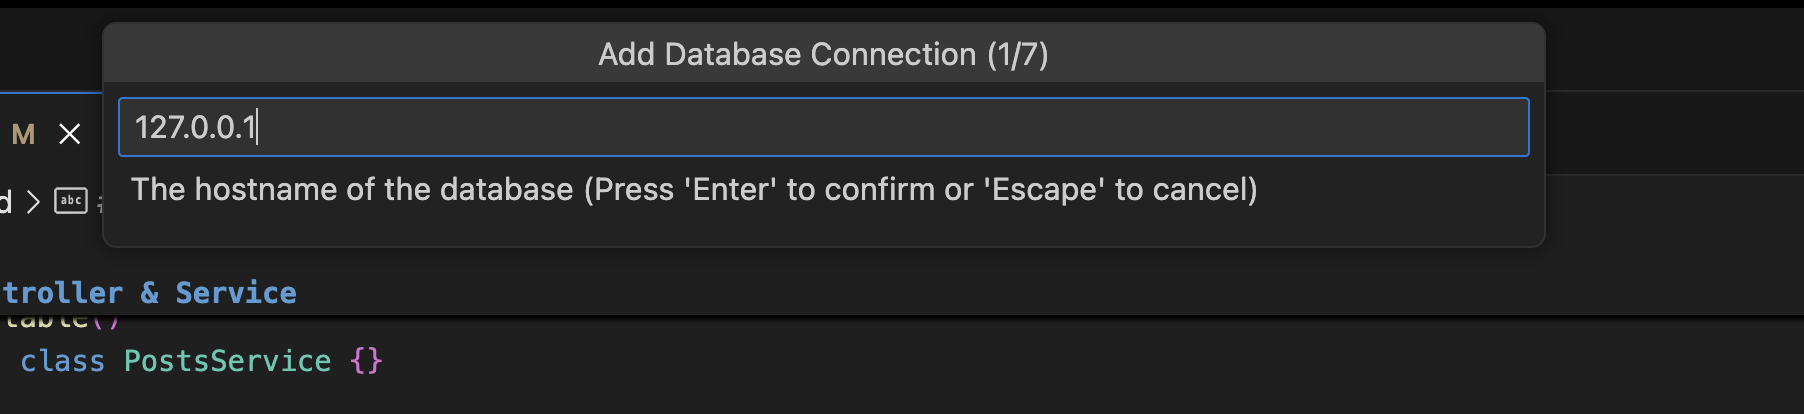 Add Database Connection (1/7)
127.0.0.1
M
The hostname of the database (Press 'Enter' to confirm or 'Escape' to cancel)
d > abc
troller & Service
table()
class PostsService {}